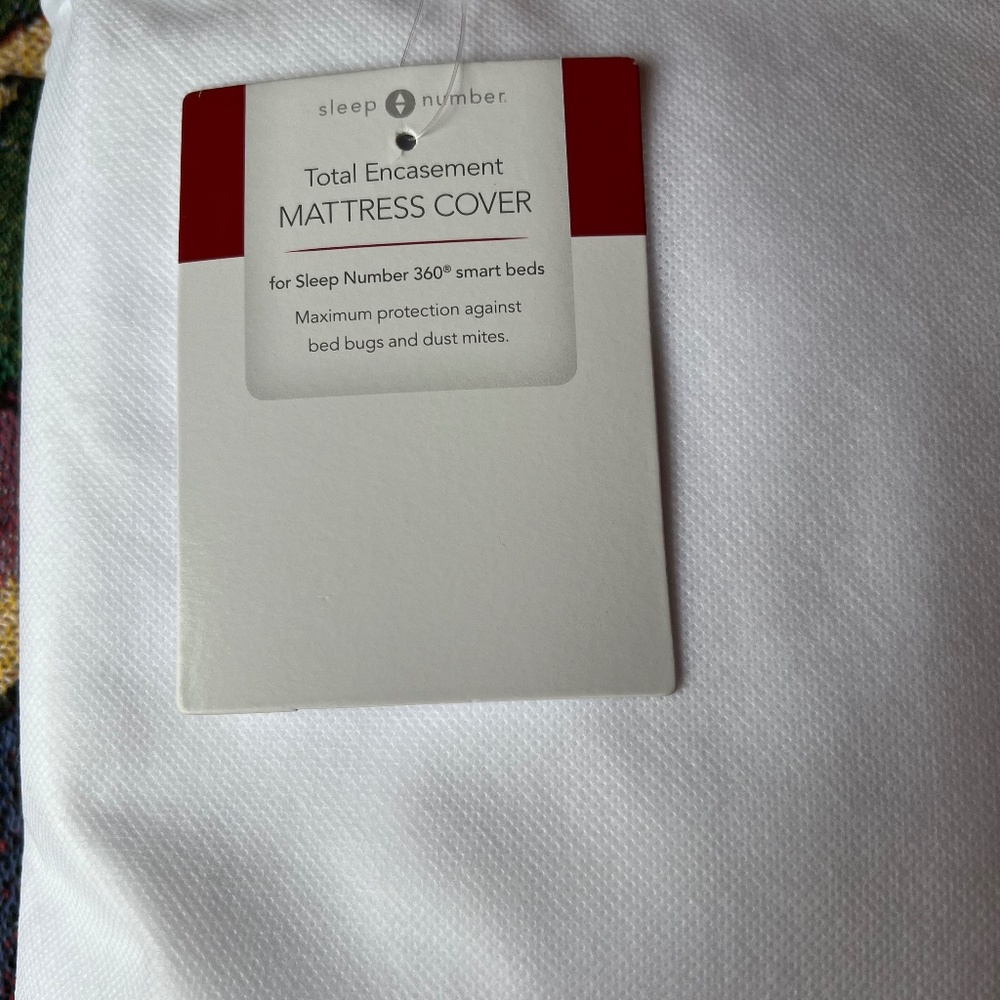 sleep number.
Total Encasement
MATTRESS COVER
for Sleep Number 360® smart beds
Maximum protection against
bed bugs and dust mites.